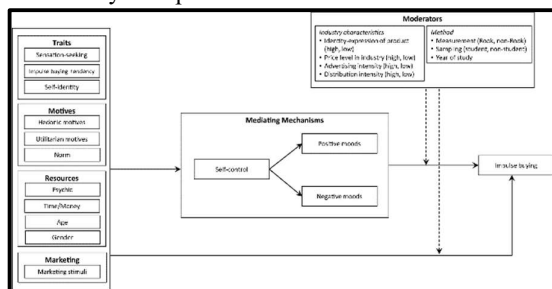 Traits
Sensation-seeking
Impulse buying tendency
Self-identity
Motives
Hedonic motives
Utilitarian motives
Norm
Resources
Psychic
Time/Money
Age
Gender
Marketing
Marketing stimuli
Mediating Mechanisms
Self-control
Positive moods
Negative moods
Moderators
Industry characteristics
• Identity-expression of product
(high, low)
• Price level in industry (high, low)
• Advertising intensity (high, low)
• Distribution intensity (high, low)
Method
• Measurement (Rook, non-Rook)
• Sampling (student, non-student)
• Year of study
Impulse buying